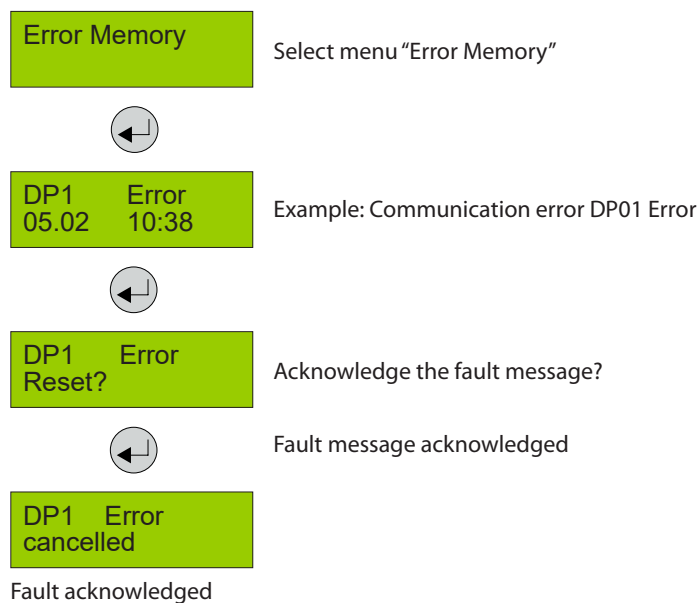 Error Memory
Select menu “Error Memory”
DP1 Error
05.02 10:38
Example: Communication error DP01 Error
DP1 Error
Reset?
Acknowledge the fault message?
Fault message acknowledged
DP1 Error
cancelled
Fault acknowledged